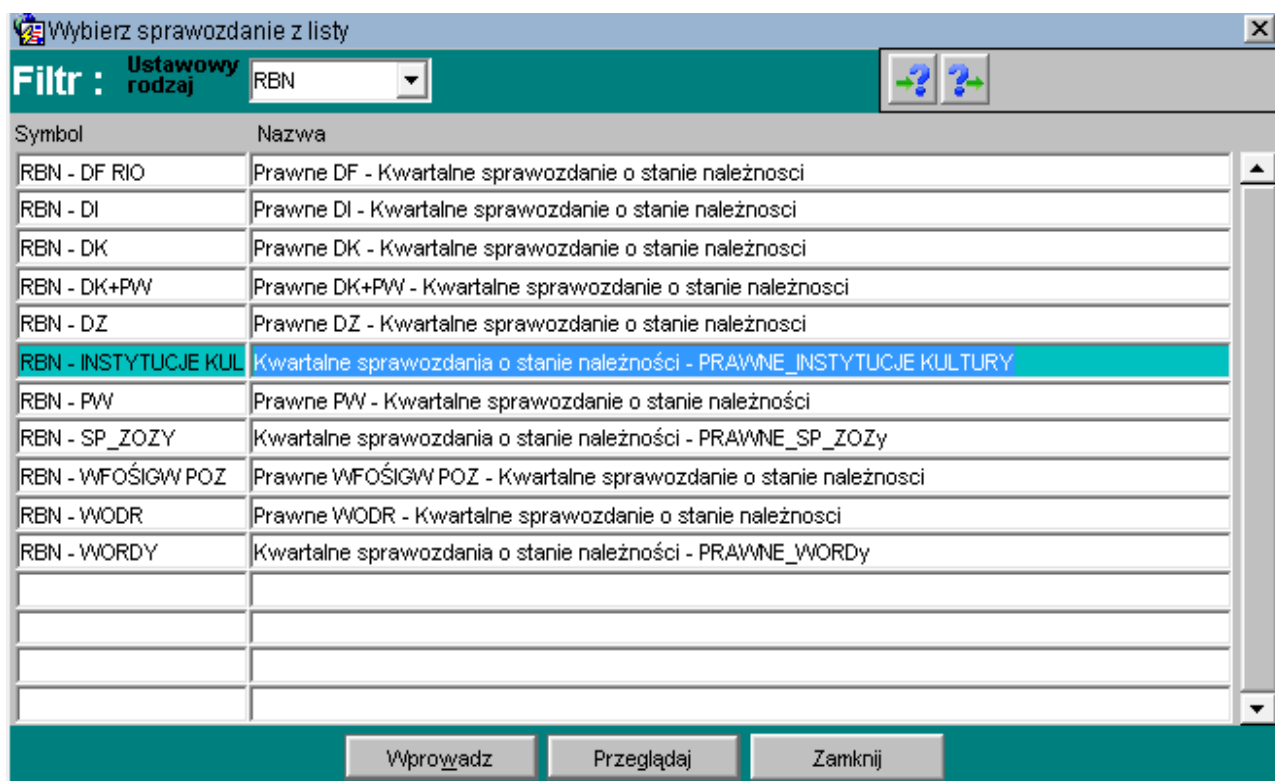 Wybierz sprawozdanie z listy
Filtr : Ustawowy rodzaj RBN
Symbol Nazwa
RBN - DF RIO Prawne DF - Kwartalne sprawozdanie o stanie należnosci
RBN - DI Prawne DI - Kwartalne sprawozdanie o stanie należnosci
RBN - DK Prawne DK - Kwartalne sprawozdanie o stanie należnosci
RBN - DK+PW Prawne DK+PW - Kwartalne sprawozdanie o stanie należnosci
RBN - DZ Prawne DZ - Kwartalne sprawozdanie o stanie należnosci
RBN - INSTYTUCJE KUL Kwartalne sprawozdania o stanie należności - PRAWNE_INSTYTUCJE KULTURY
RBN - PW Prawne PW - Kwartalne sprawozdanie o stanie należności
RBN - SP_ZOZY Kwartalne sprawozdania o stanie należności - PRAWNE_SP_ZOZy
RBN - WFOŚIGW POZ Prawne WFOŚIGW POZ - Kwartalne sprawozdanie o stanie należnosci
RBN - WODR Prawne WODR - Kwartalne sprawozdanie o stanie należnosci
RBN - WORDY Kwartalne sprawozdania o stanie należności - PRAWNE_WORDy
Wprowadz Przeglądaj Zamknij